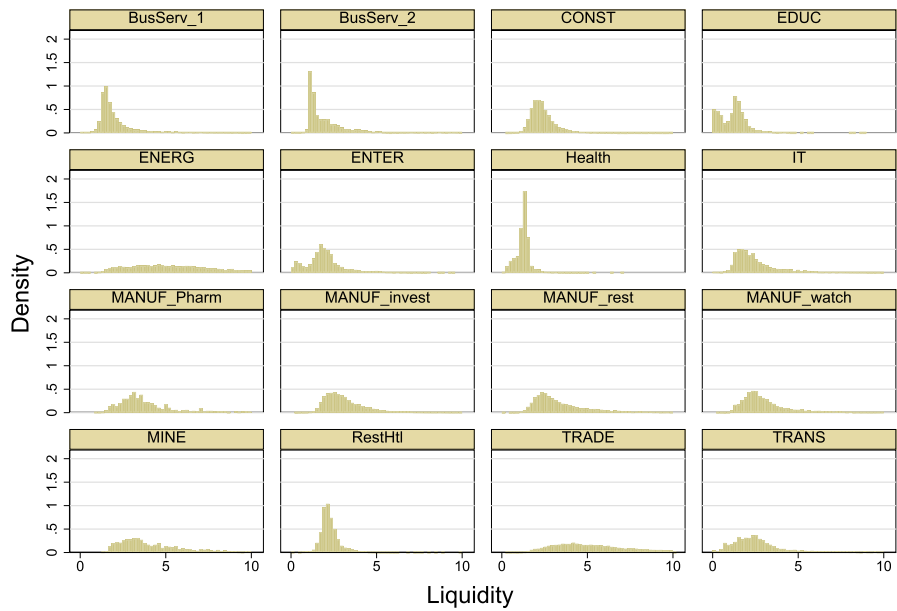 BusServ_1 BusServ_2 CONST EDUC
0 .5 1 1.5 2
ENERG ENTER Health IT
0 .5 1 1.5 2
MANUF_Pharm MANUF_invest MANUF_rest MANUF_watch
0 .5 1 1.5 2
MINE RestHtl TRADE TRANS
0 .5 1 1.5 2
0 5 10 0 5 10 0 5 10 0 5 10
Density
Liquidity